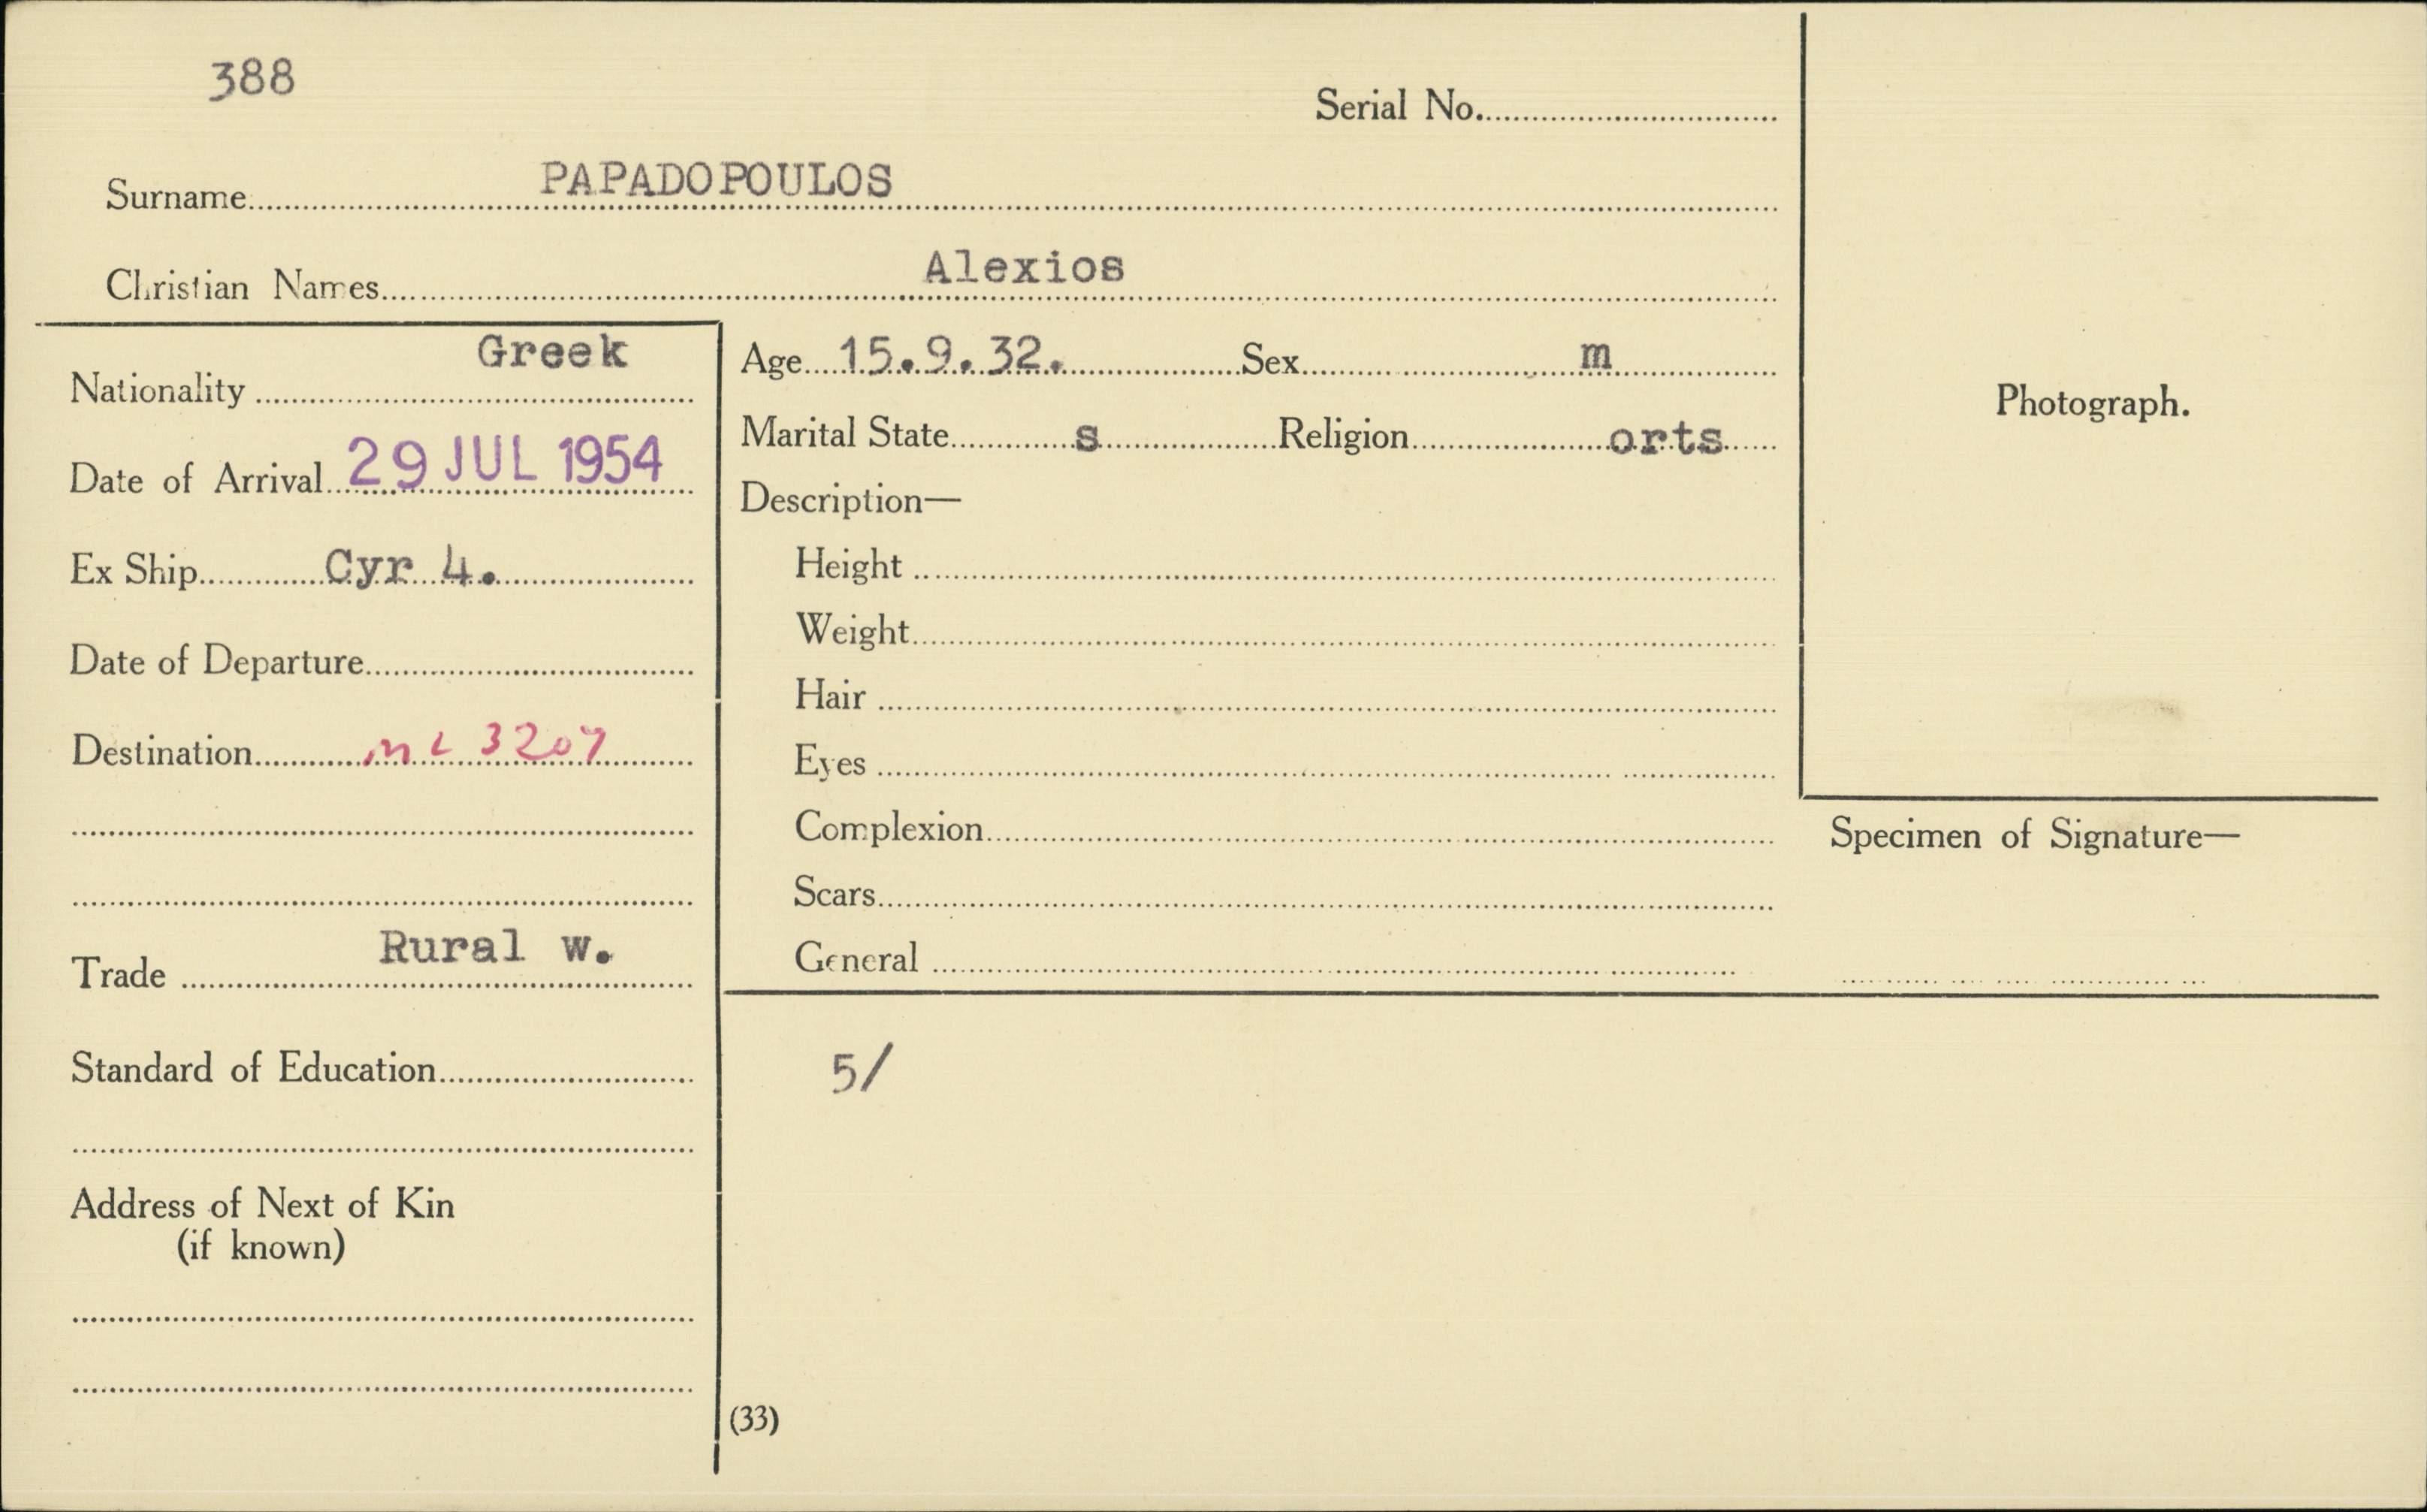 388
Serial No.
Surname PAPADOPOULOS
Christian Names Alexios
Nationality Greek
Date of Arrival 29 JUL 1954
Ex Ship Cyr 4.
Date of Departure
Destination ML 3207
Trade Rural w.
Standard of Education
Address of Next of Kin
(if known)
Age 15.9.32. Sex m
Marital State s Religion orts
Description—
Height
Weight
Hair
Eyes
Complexion
Scars
General
5/
(33)
Photograph.
Specimen of Signature—